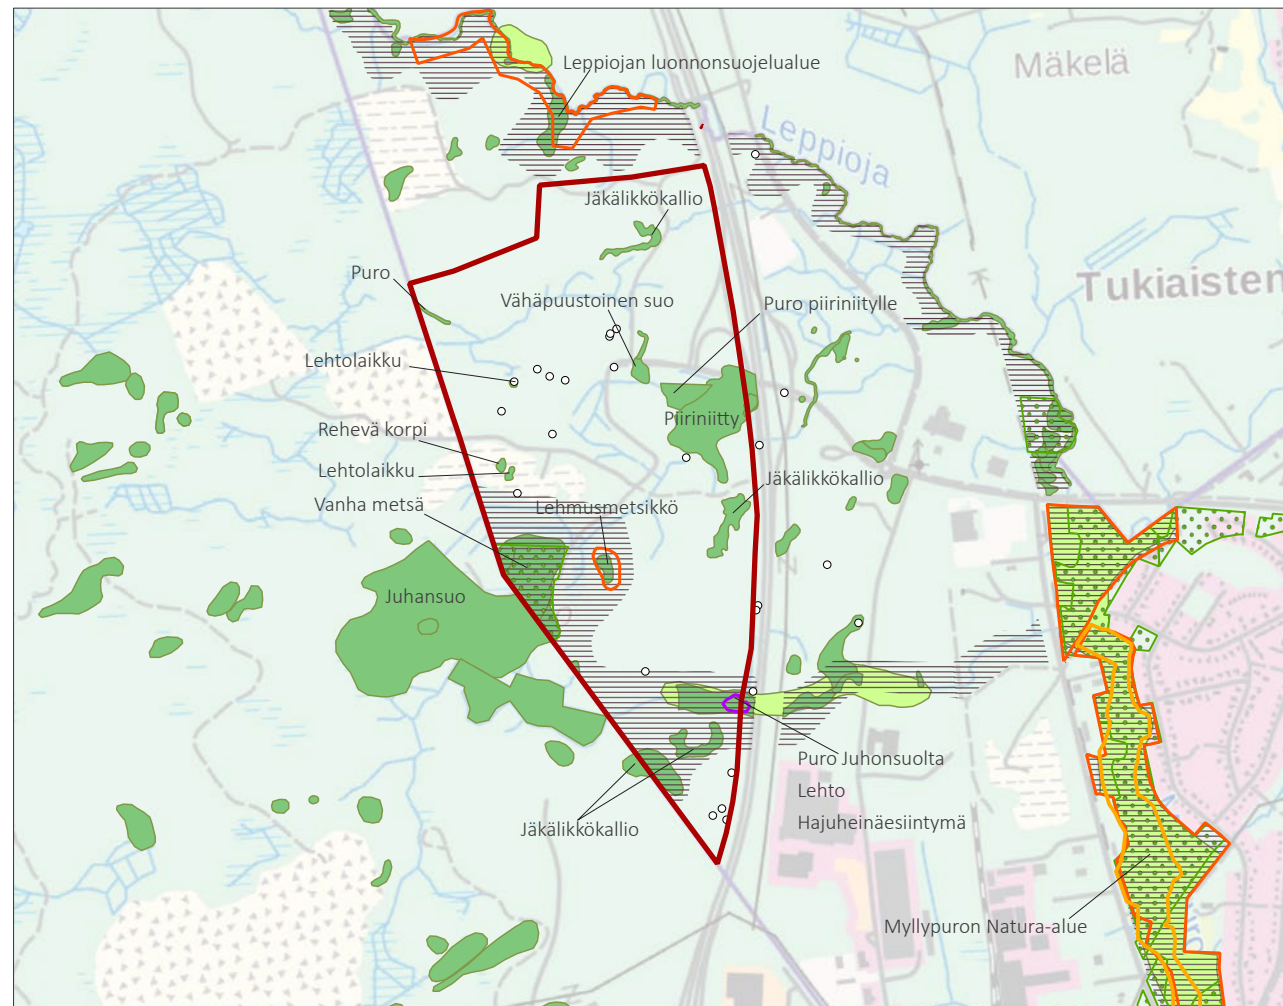 Mäkelä
Leppiojan luonnonsuojelualue
Leppioja
Jäkälikkökallio
Puro
Vähäpuustoinen suo
Puro piiriniitylle
Tukiaisten
Lehtolaikku
Piiriniitty
Rehevä korpi
Lehtolaikku
Jäkälikkökallio
Vanha metsä
Lehmusmetsikkö
Juhansuo
Puro Juhonsuolta
Lehto
Hajuheinäesiintymä
Jäkälikkökallio
Myllypuron Natura-alue